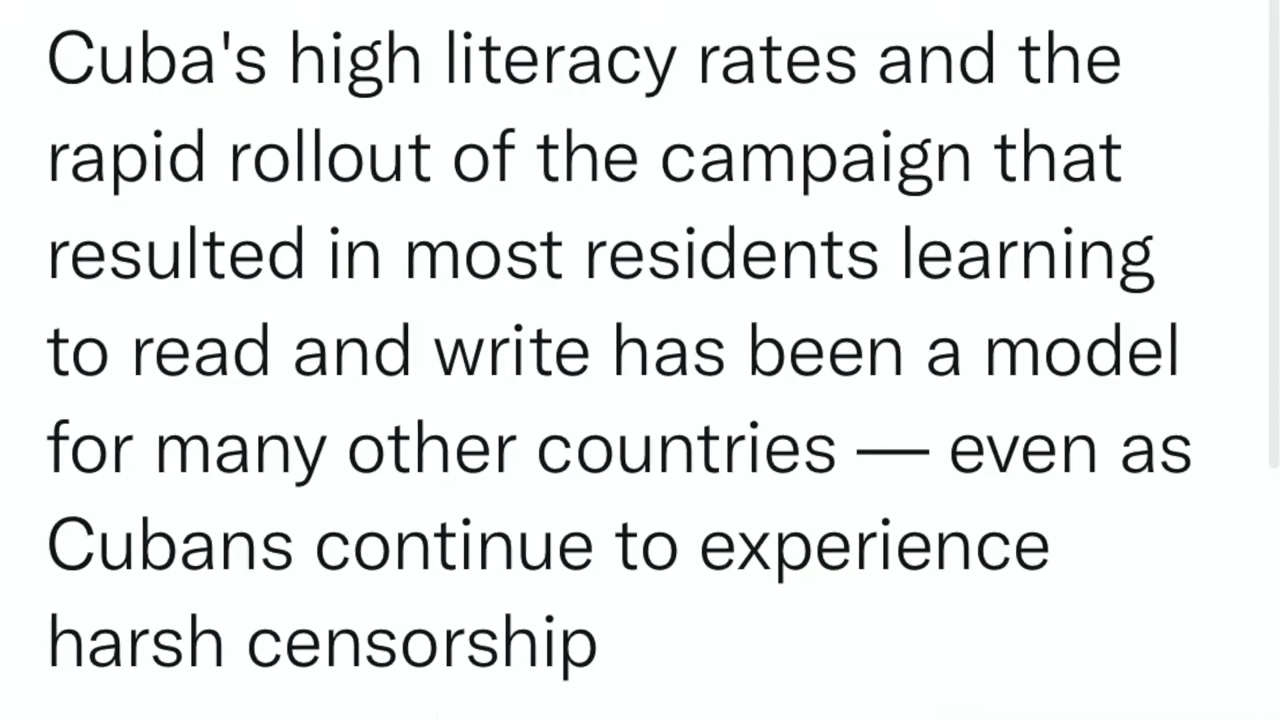 Cuba's high literacy rates and the
rapid rollout of the campaign that
resulted in most residents learning
to read and write has been a model
for many other countries — even as
Cubans continue to experience
harsh censorship